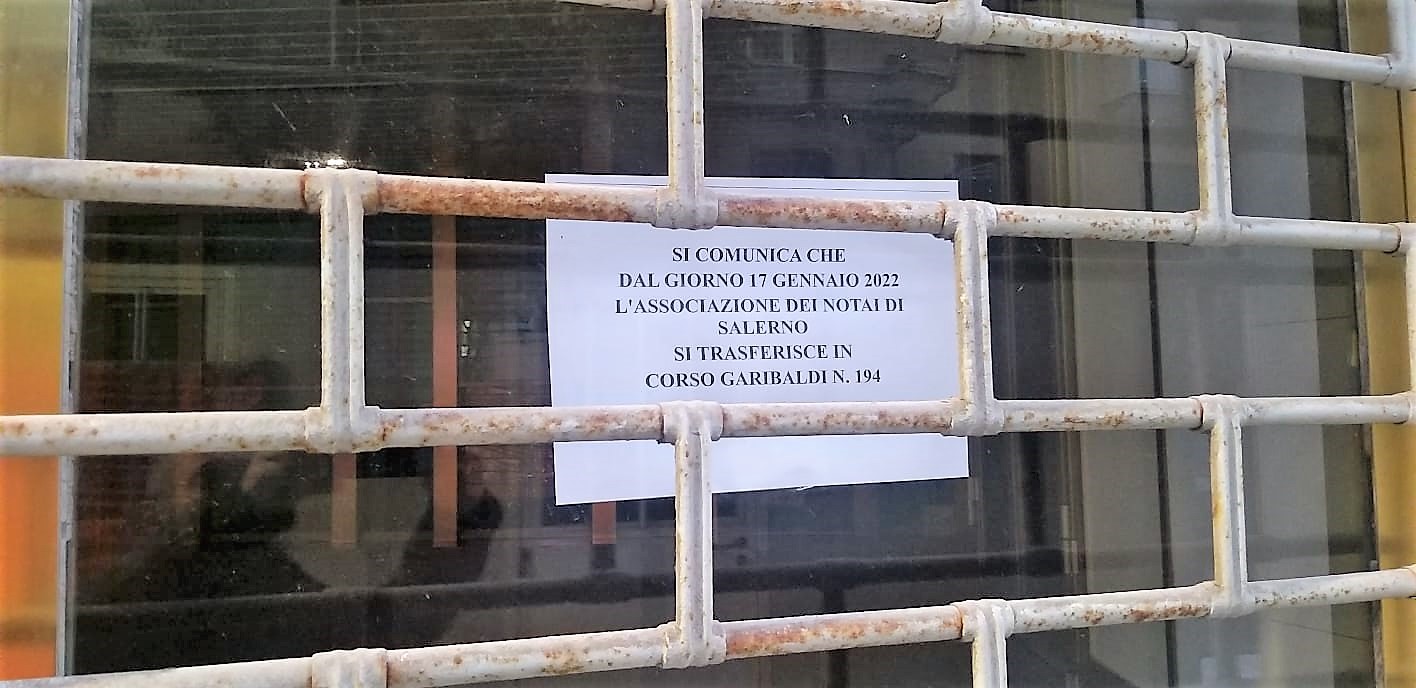 SI COMUNICA CHE
DAL GIORNO 17 GENNAIO 2022
L'ASSOCIAZIONE DEI NOTAI DI
SALERNO
SI TRASFERISCE IN
CORSO GARIBALDI N. 194